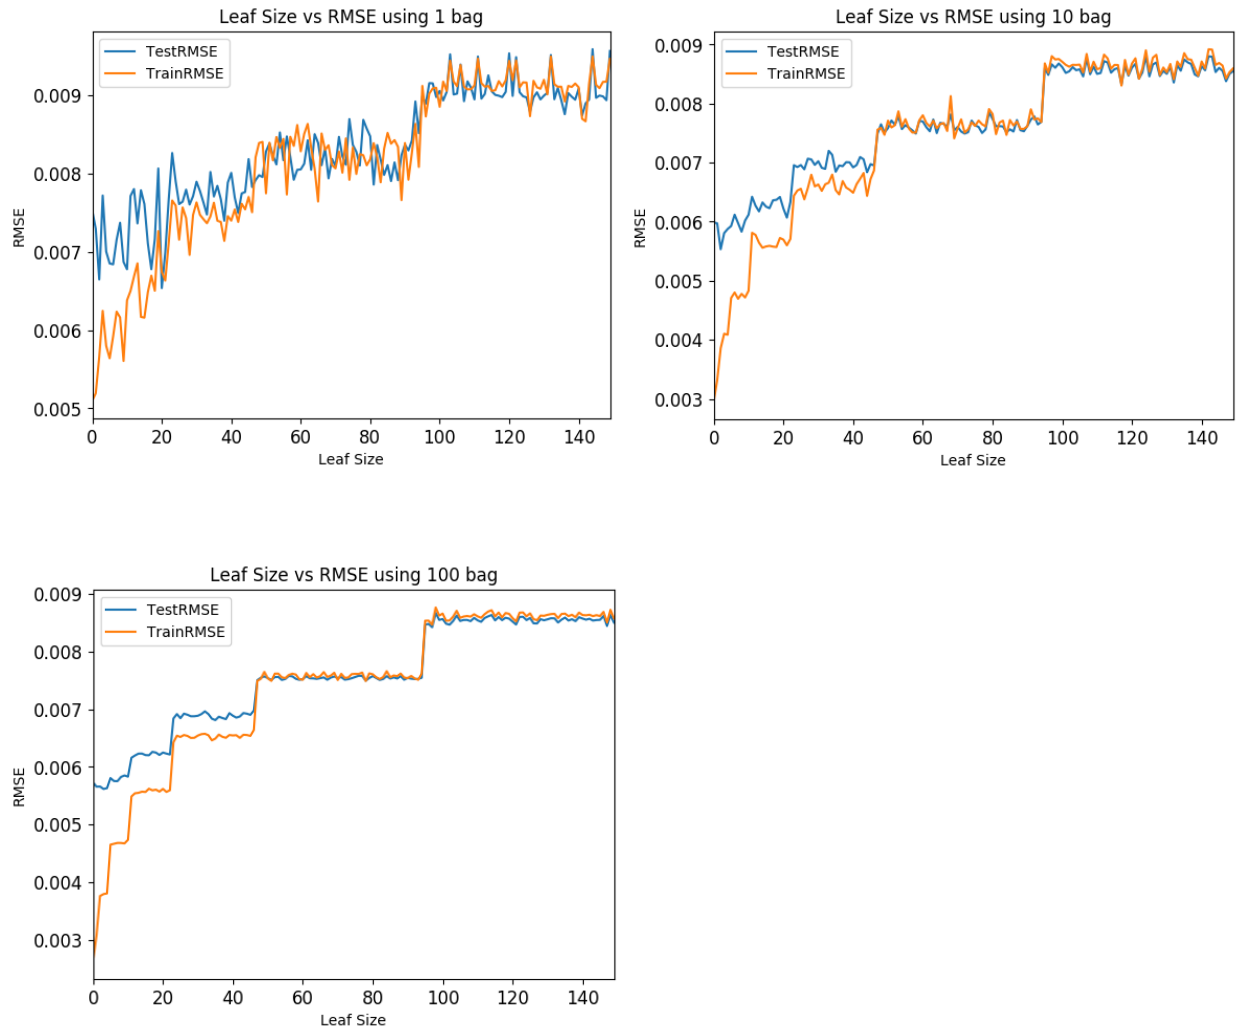 Leaf Size vs RMSE using 1 bag
TestRMSE
TrainRMSE
0.009
0.008
0.007
0.006
0.005
RMSE
0 20 40 60 80 100 120 140
Leaf Size
Leaf Size vs RMSE using 10 bag
TestRMSE
TrainRMSE
0.009
0.008
0.007
0.006
0.005
0.004
0.003
RMSE
0 20 40 60 80 100 120 140
Leaf Size
Leaf Size vs RMSE using 100 bag
TestRMSE
TrainRMSE
0.009
0.008
0.007
0.006
0.005
0.004
0.003
RMSE
0 20 40 60 80 100 120 140
Leaf Size